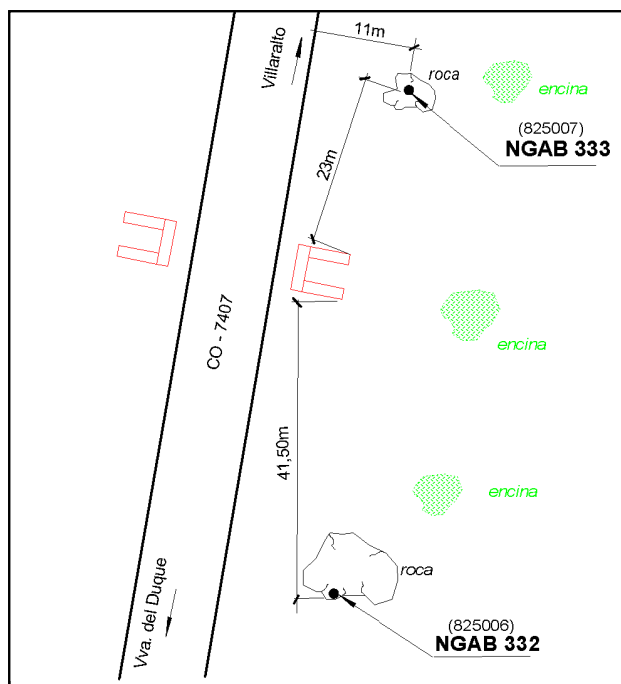 11m
Villaralto
roca
encina
(825007)
NGAB 333
23m
CO - 7407
encina
41,50m
encina
roca
Vva. del Duque
(825006)
NGAB 332